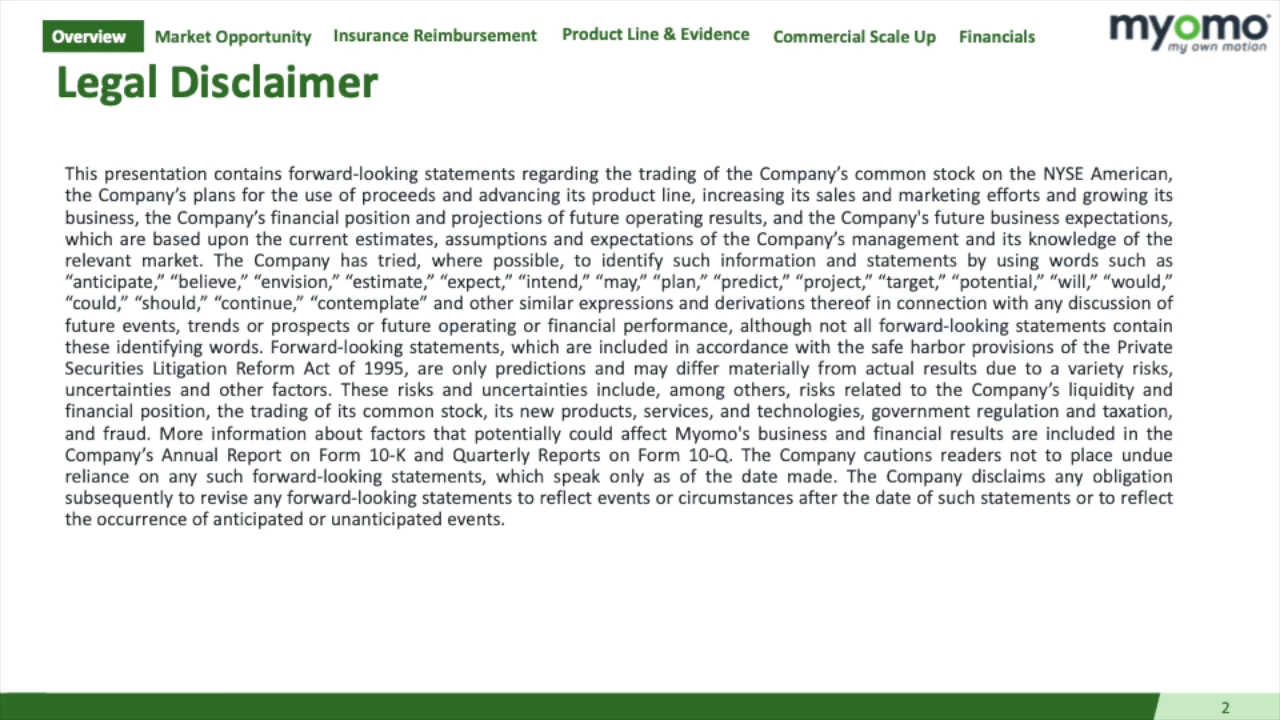 Overview Market Opportunity Insurance Reimbursement Product Line & Evidence Commercial Scale Up Financials
myomo
my own motion
Legal Disclaimer
This presentation contains forward-looking statements regarding the trading of the Company’s common stock on the NYSE American,
the Company’s plans for the use of proceeds and advancing its product line, increasing its sales and marketing efforts and growing its
business, the Company’s financial position and projections of future operating results, and the Company's future business expectations,
which are based upon the current estimates, assumptions and expectations of the Company’s management and its knowledge of the
relevant market. The Company has tried, where possible, to identify such information and statements by using words such as
“anticipate,” “believe,” “envision,” “estimate,” “expect,” “intend,” “may,” “plan,” “predict,” “project,” “target,” “potential,” “will,” “would,”
“could,” “should,” “continue,” “contemplate” and other similar expressions and derivations thereof in connection with any discussion of
future events, trends or prospects or future operating or financial performance, although not all forward-looking statements contain
these identifying words. Forward-looking statements, which are included in accordance with the safe harbor provisions of the Private
Securities Litigation Reform Act of 1995, are only predictions and may differ materially from actual results due to a variety risks,
uncertainties and other factors. These risks and uncertainties include, among others, risks related to the Company’s liquidity and
financial position, the trading of its common stock, its new products, services, and technologies, government regulation and taxation,
and fraud. More information about factors that potentially could affect Myomo's business and financial results are included in the
Company’s Annual Report on Form 10-K and Quarterly Reports on Form 10-Q. The Company cautions readers not to place undue
reliance on any such forward-looking statements, which speak only as of the date made. The Company disclaims any obligation
subsequently to revise any forward-looking statements to reflect events or circumstances after the date of such statements or to reflect
the occurrence of anticipated or unanticipated events.
2